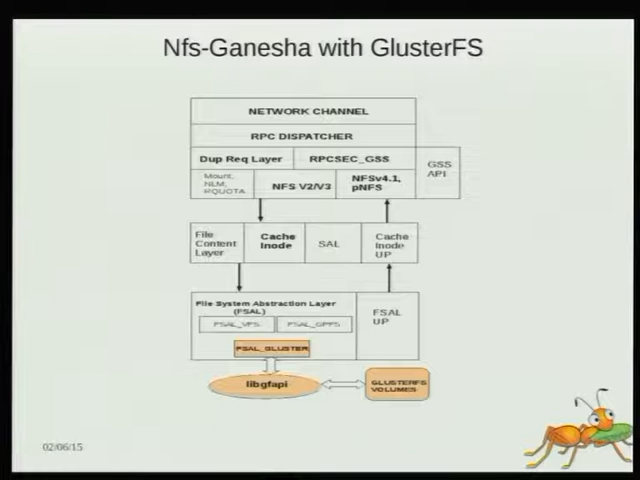 Nfs-Ganesha with GlusterFS
NETWORK CHANNEL
RPC DISPATCHER
Dup Req Layer
RPCSEC_GSS
GSS
API
Mount,
NLM,
RQUOTA
NFS V2/V3
NFSv4.1,
pNFS
File
Content
Layer
Cache
Inode
SAL
Cache
Inode
UP
File System Abstraction Layer
(FSAL)
FSAL
UP
FSAL_VFS
FSAL_GPFS
FSAL_GLUSTER
libgfapi
GLUSTERFS
VOLUMES
02/06/15